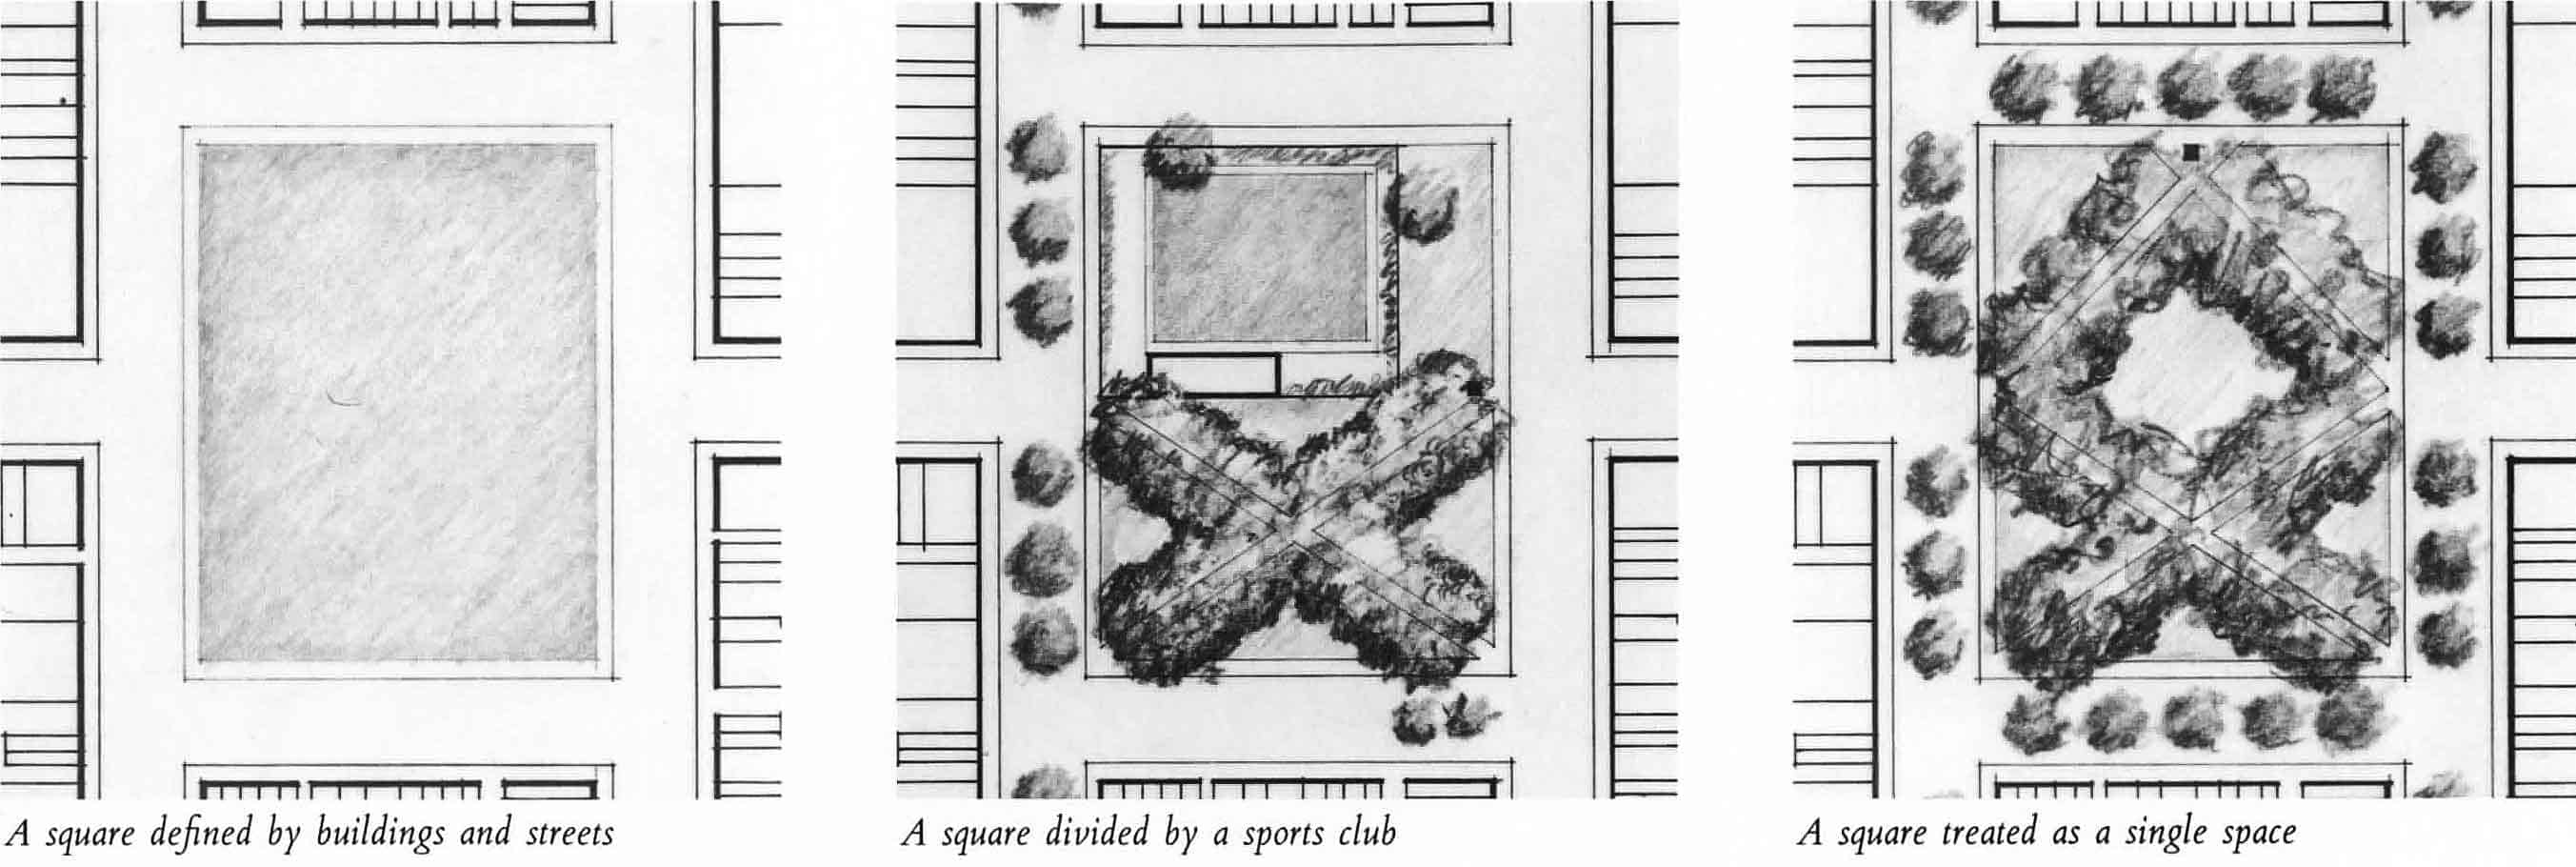 A square defined by buildings and streets
A square divided by a sports club
A square treated as a single space